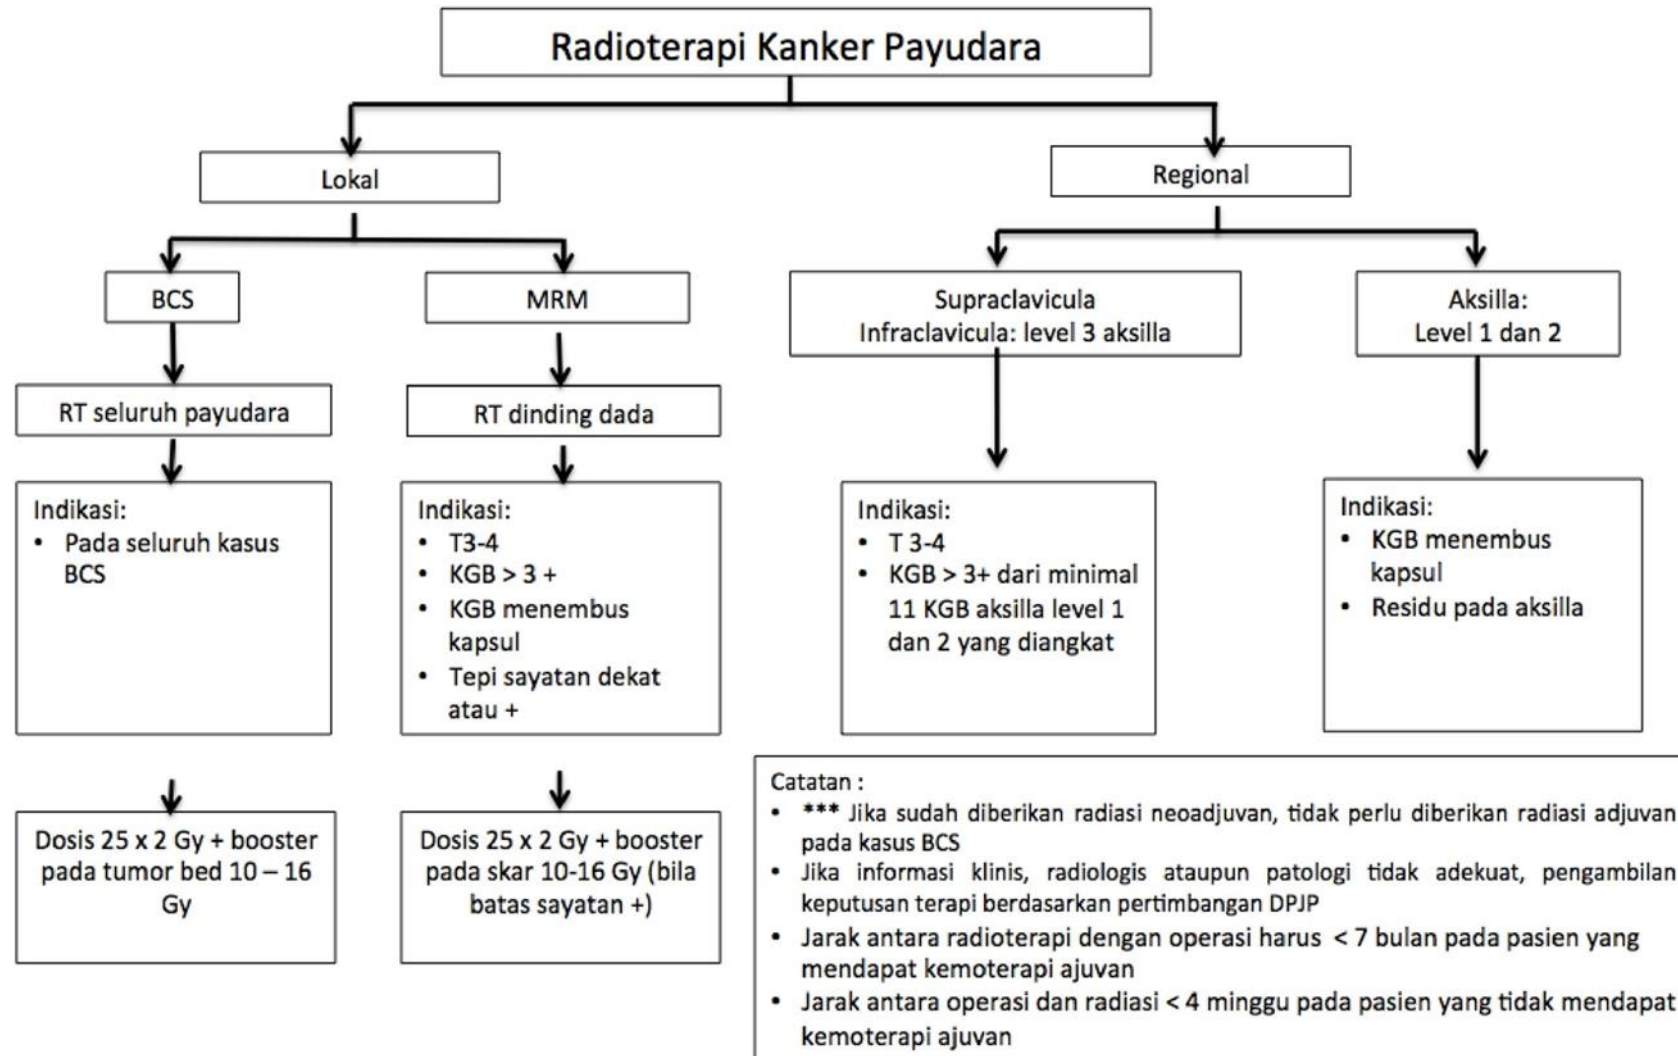 Radioterapi Kanker Payudara
Lokal
Regional
BCS
MRM
Supraclavicula
Infraclavicula: level 3 aksilla
Aksilla:
Level 1 dan 2
RT seluruh payudara
RT dinding dada
Indikasi:
• Pada seluruh kasus
BCS
Indikasi:
• T3-4
• KGB > 3 +
• KGB menembus
kapsul
• Tepi sayatan dekat
atau +
Indikasi:
• T 3-4
• KGB > 3+ dari minimal
11 KGB aksilla level 1
dan 2 yang diangkat
Indikasi:
• KGB menembus
kapsul
• Residu pada aksilla
Dosis 25 x 2 Gy + booster
pada tumor bed 10 – 16
Gy
Dosis 25 x 2 Gy + booster
pada skar 10-16 Gy (bila
batas sayatan +)
Catatan :
• *** Jika sudah diberikan radiasi neoadjuvan, tidak perlu diberikan radiasi adjuvan
pada kasus BCS
• Jika informasi klinis, radiologis ataupun patologi tidak adekuat, pengambilan
keputusan terapi berdasarkan pertimbangan DPJP
• Jarak antara radioterapi dengan operasi harus < 7 bulan pada pasien yang
mendapat kemoterapi ajuvan
• Jarak antara operasi dan radiasi < 4 minggu pada pasien yang tidak mendapat
kemoterapi ajuvan